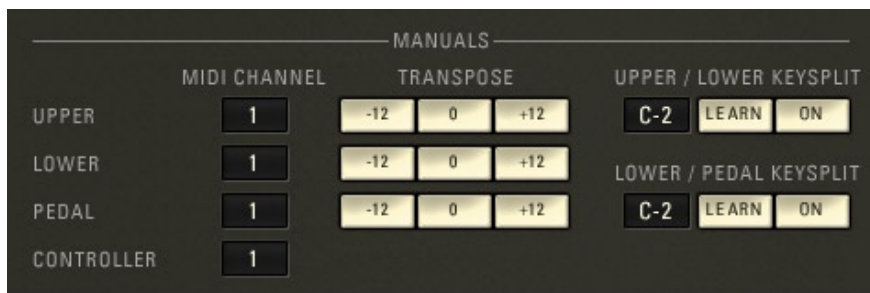 MANUALS
MIDI CHANNEL TRANSPOSE UPPER / LOWER KEYSPLIT
UPPER 1 -12 0 +12 C-2 LEARN ON
LOWER 1 -12 0 +12
LOWER / PEDAL KEYSPLIT
PEDAL 1 -12 0 +12 C-2 LEARN ON
CONTROLLER 1